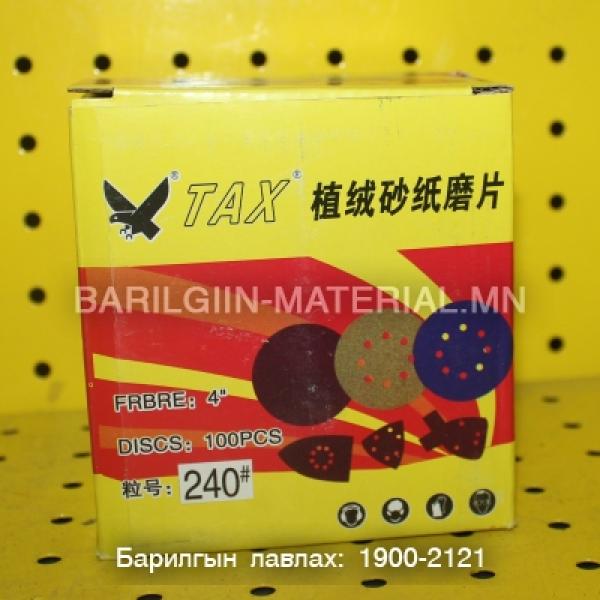 ® TAX ® 植绒砂纸磨片
BARILGIIN-MATERIAL.MN
FRBRE: 4"
DISCS: 100PCS
粒号: 240#
Барилгын лавлах: 1900-2121